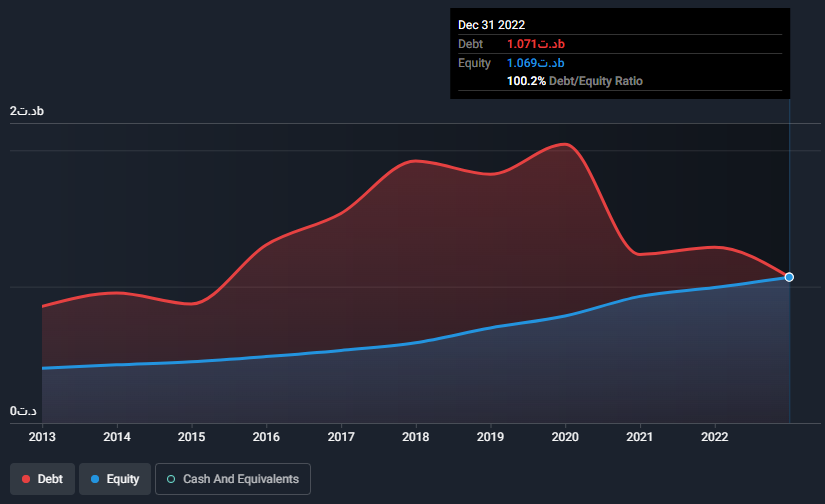 Dec 31 2022
Debt 1.071د.تb
Equity 1.069د.تb
100.2% Debt/Equity Ratio
2د.تb
0د.ت
2013 2014 2015 2016 2017 2018 2019 2020 2021 2022
Debt Equity Cash And Equivalents